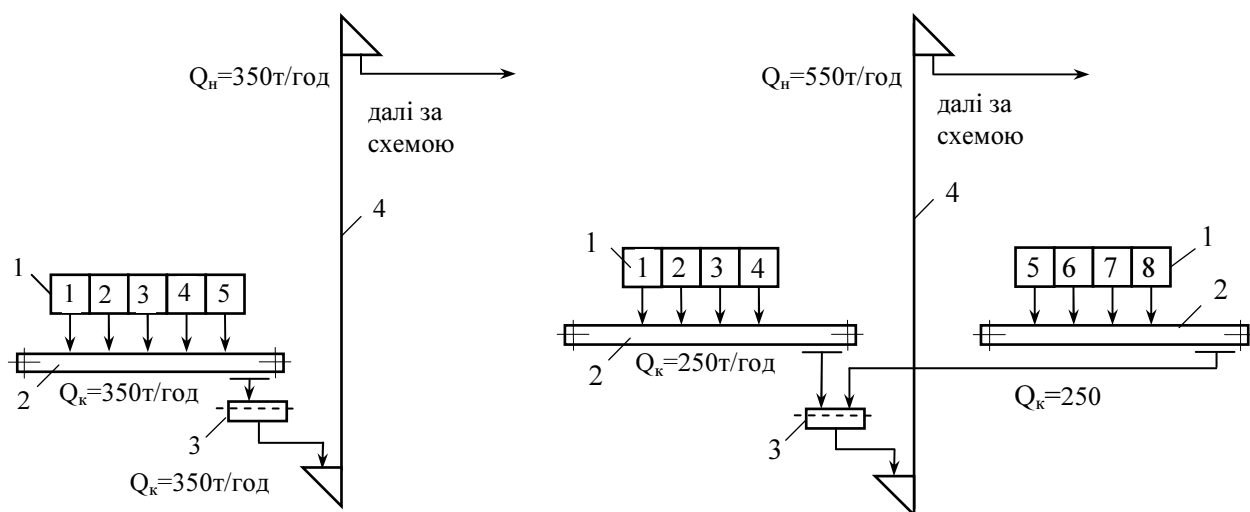 Qн=350т/год
далі за
схемою
4
1
1 2 3 4 5
2
Qк=350т/год
3
Qк=350т/год
Qн=550т/год
далі за
схемою
4
1
1 2 3 4
2
Qк=250т/год
3
1
5 6 7 8
2
Qк=250